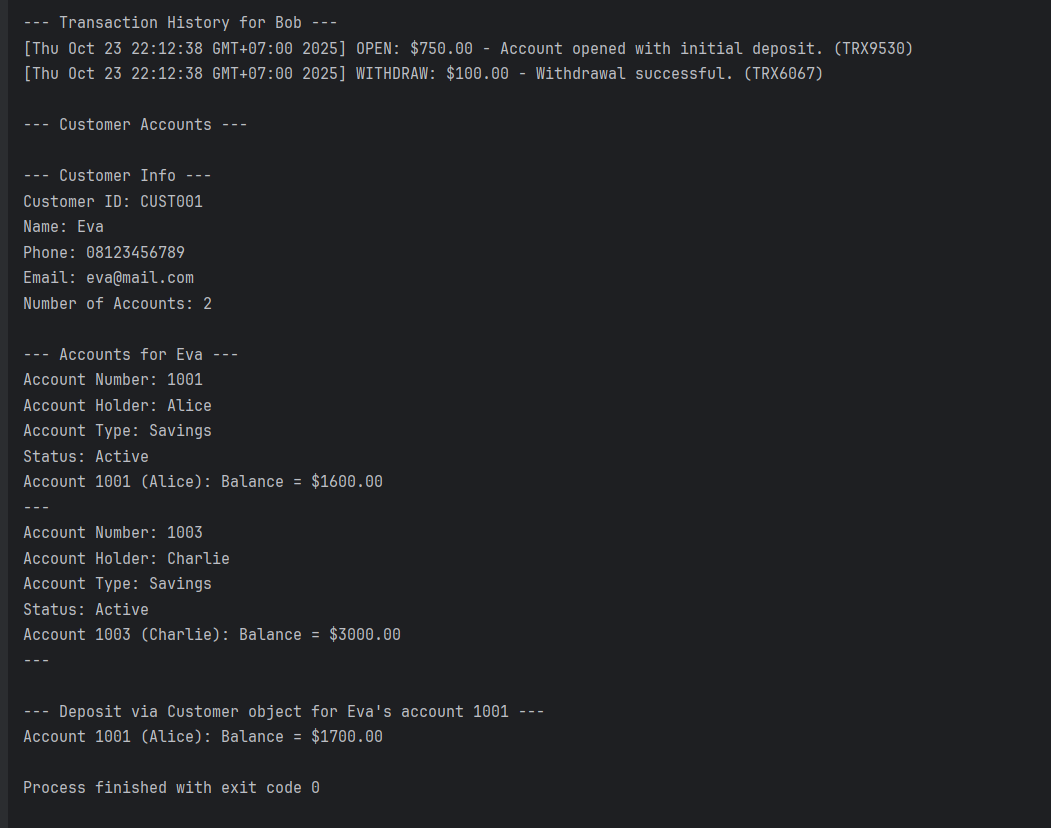 --- Transaction History for Bob ---
[Thu Oct 23 22:12:38 GMT+07:00 2025] OPEN: $750.00 - Account opened with initial deposit. (TRX9530)
[Thu Oct 23 22:12:38 GMT+07:00 2025] WITHDRAW: $100.00 - Withdrawal successful. (TRX6067)
--- Customer Accounts ---
--- Customer Info ---
Customer ID: CUST001
Name: Eva
Phone: 08123456789
Email: eva@mail.com
Number of Accounts: 2
--- Accounts for Eva ---
Account Number: 1001
Account Holder: Alice
Account Type: Savings
Status: Active
Account 1001 (Alice): Balance = $1600.00
---
Account Number: 1003
Account Holder: Charlie
Account Type: Savings
Status: Active
Account 1003 (Charlie): Balance = $3000.00
---
--- Deposit via Customer object for Eva's account 1001 ---
Account 1001 (Alice): Balance = $1700.00
Process finished with exit code 0